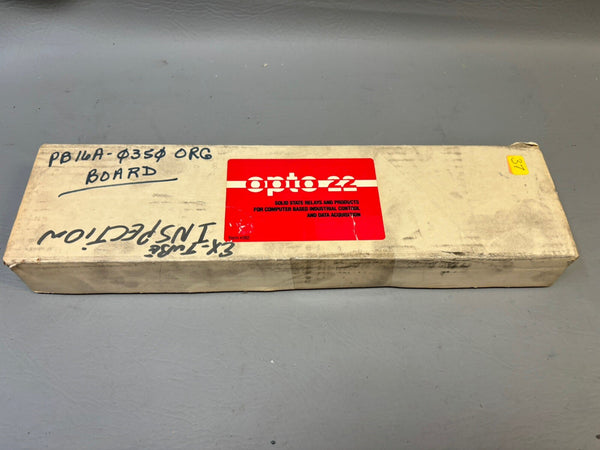 PB16A-Ø35Ø ORG
BOARD
opto 22
SOLID STATE RELAYS AND PRODUCTS
FOR COMPUTER BASED INDUSTRIAL CONTROL
AND DATA ACQUISITION
37
EX-TUBE
INSPECTION